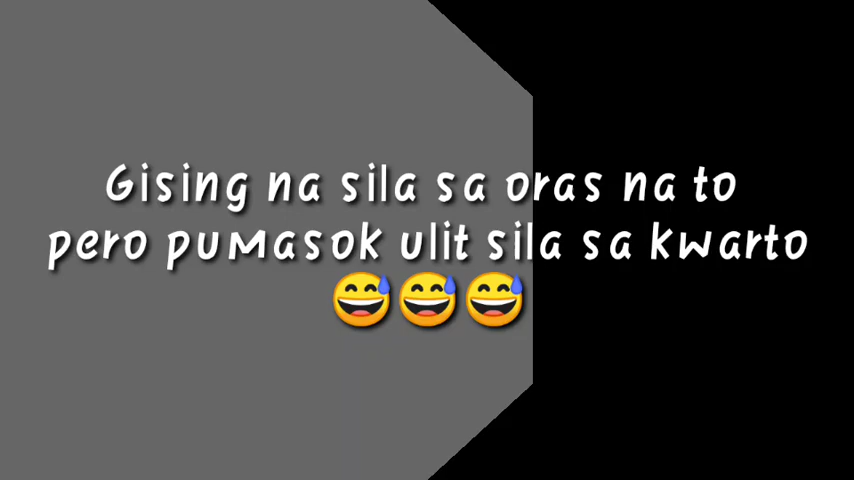 Gising na sila sa oras na to
pero pumasok ulit sila sa kwarto
😅😅😅